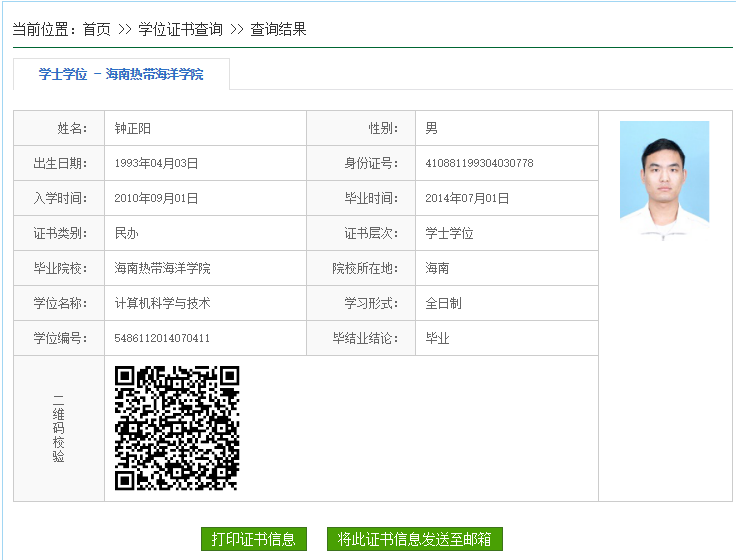 当前位置：首页 >> 学位证书查询 >> 查询结果
学士学位 - 海南热带海洋学院
姓名： 钟正阳 性别： 男
出生日期： 1993年04月03日 身份证号： 410881199304030778
入学时间： 2010年09月01日 毕业时间： 2014年07月01日
证书类别： 民办 证书层次： 学士学位
毕业院校： 海南热带海洋学院 院校所在地： 海南
学位名称： 计算机科学与技术 学习形式： 全日制
学位编号： 5486112014070411 毕结业结论： 毕业
二维码校验
打印证书信息 将此证书信息发送至邮箱